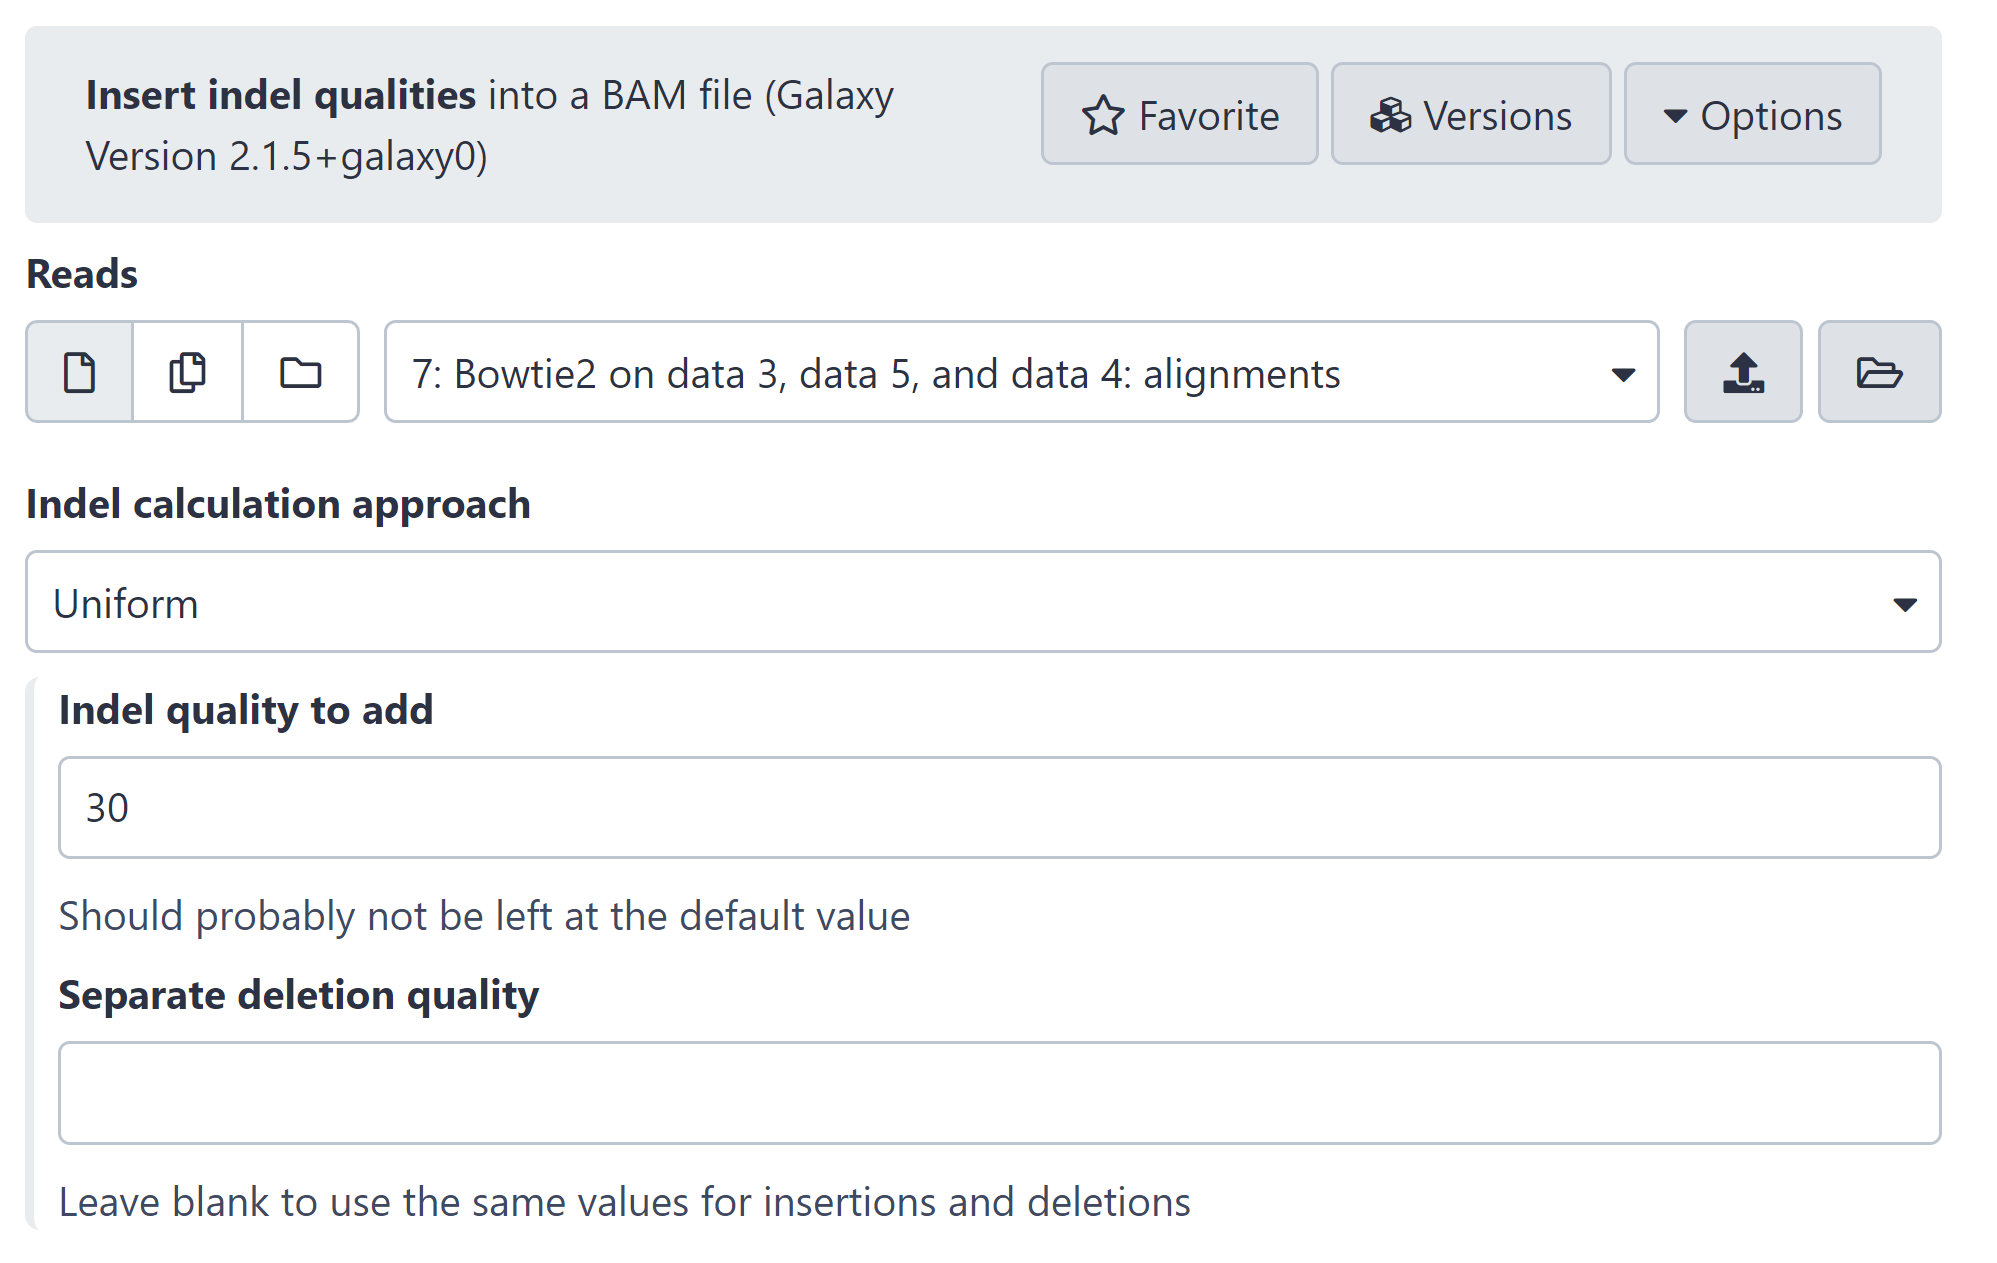 Insert indel qualities into a BAM file (Galaxy
Version 2.1.5+galaxy0)
Favorite
Versions
Options
Reads
7: Bowtie2 on data 3, data 5, and data 4: alignments
Indel calculation approach
Uniform
Indel quality to add
30
Should probably not be left at the default value
Separate deletion quality
Leave blank to use the same values for insertions and deletions